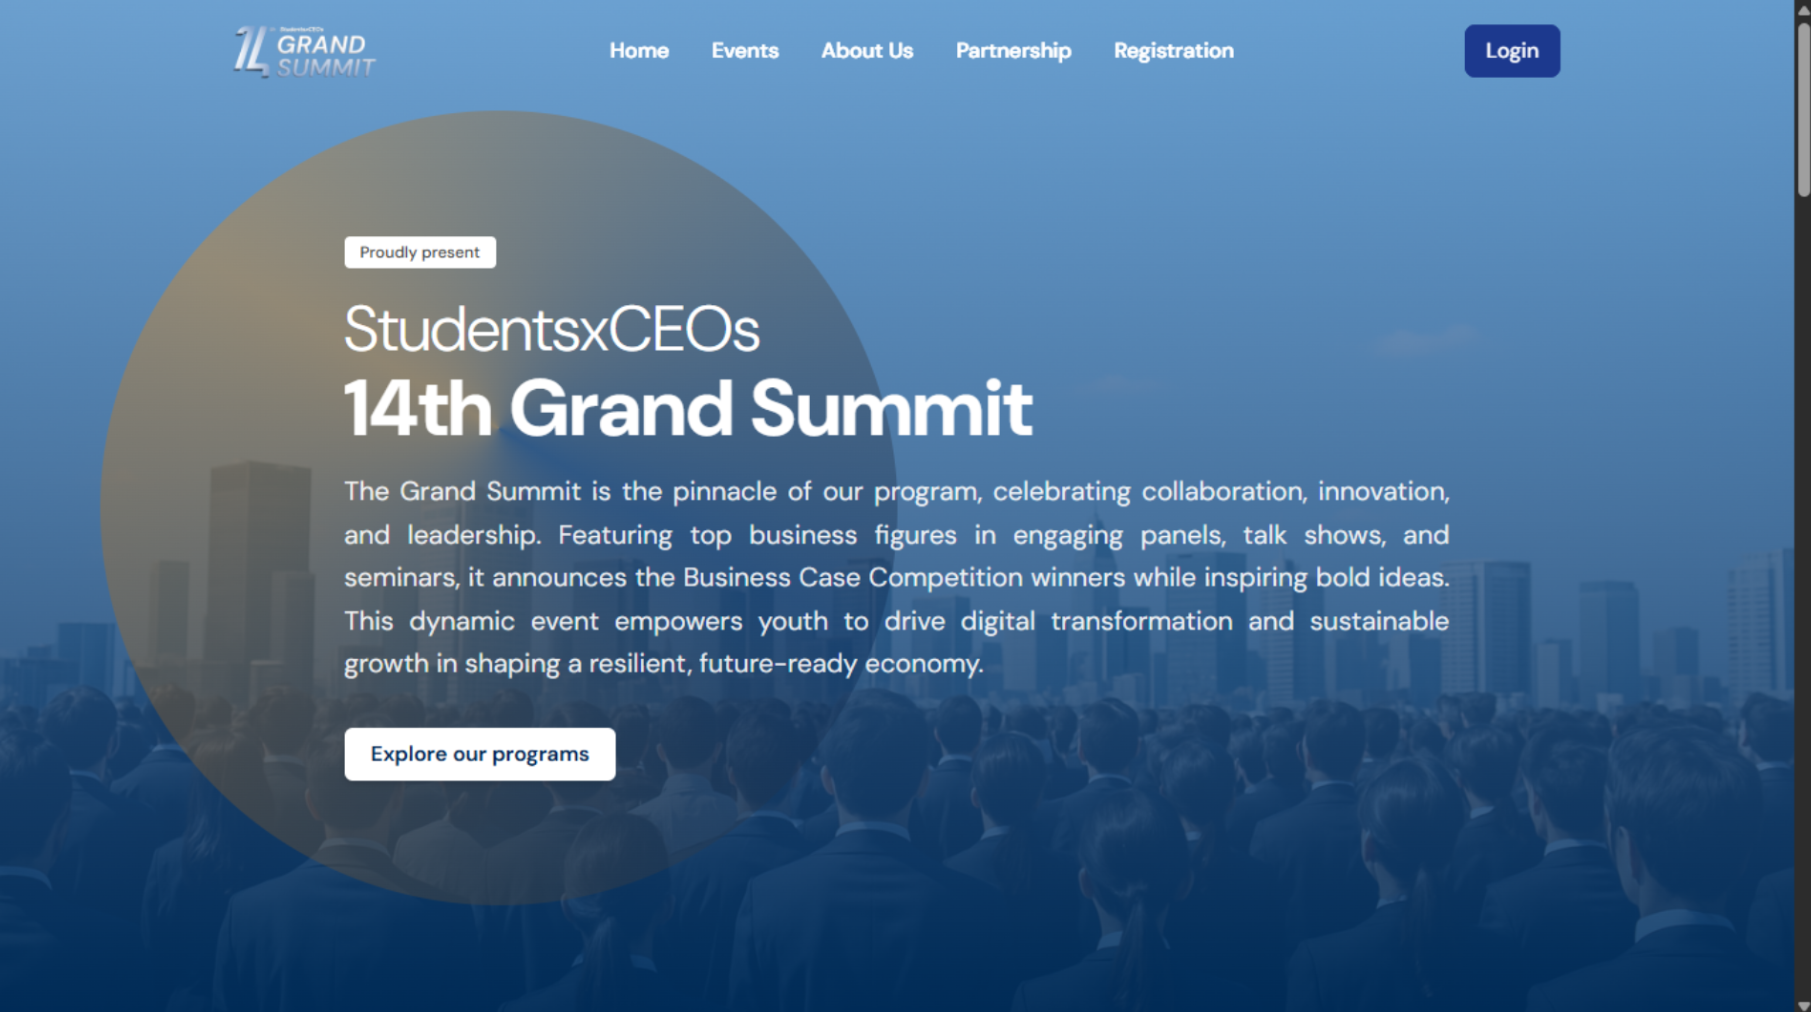 StudentsxCEOs
GRAND
SUMMIT
Home
Events
About Us
Partnership
Registration
Login
Proudly present
StudentsxCEOs
14th Grand Summit
The Grand Summit is the pinnacle of our program, celebrating collaboration, innovation,
and leadership. Featuring top business figures in engaging panels, talk shows, and
seminars, it announces the Business Case Competition winners while inspiring bold ideas.
This dynamic event empowers youth to drive digital transformation and sustainable
growth in shaping a resilient, future-ready economy.
Explore our programs